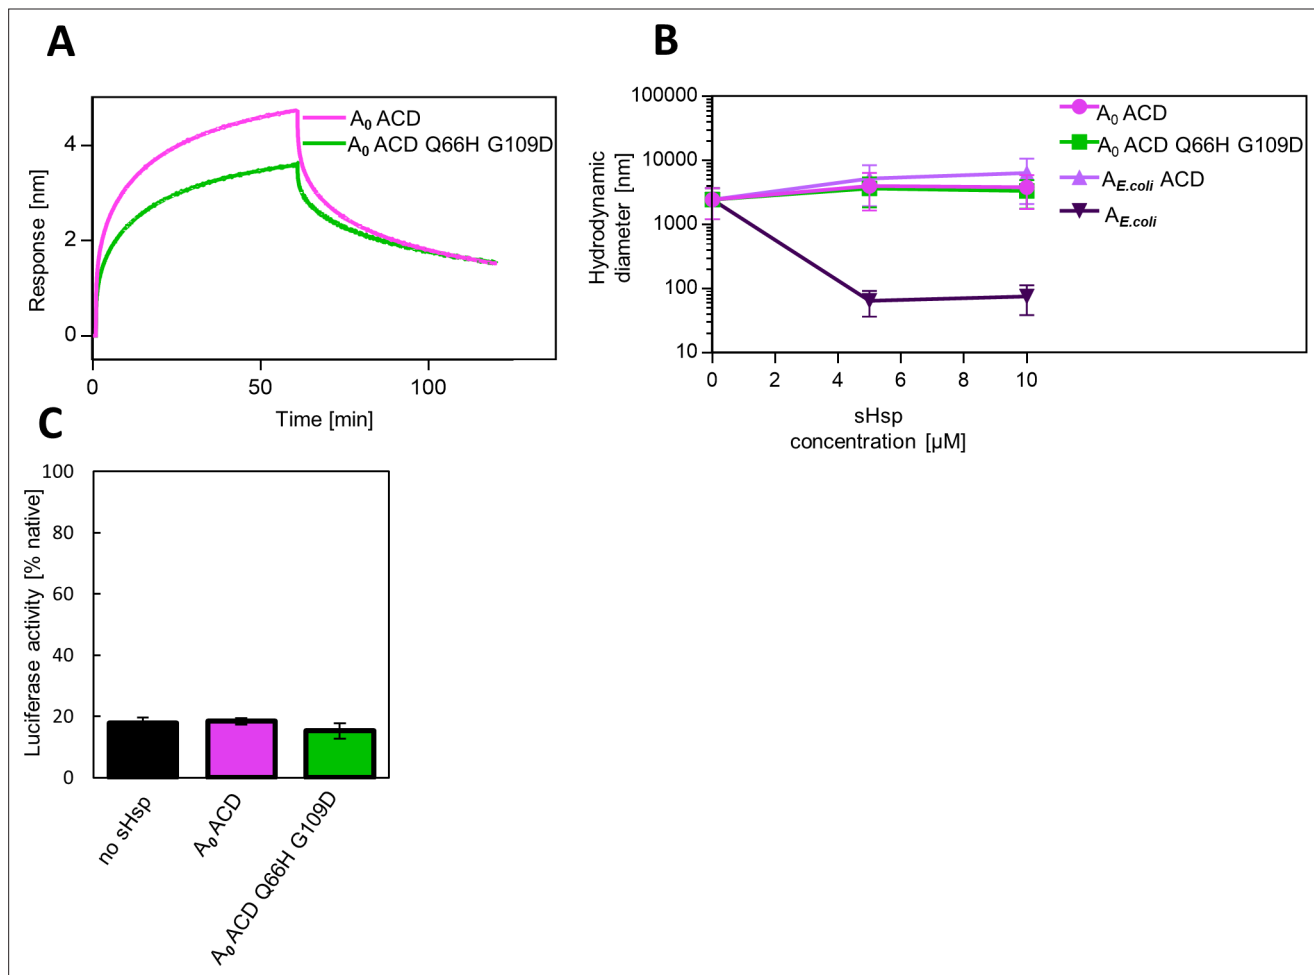 A
A0 ACD
A0 ACD Q66H G109D
4
2
0
Response [nm]
0 50 100
Time [min]
B
100000
10000
1000
100
10
Hydrodynamic
diameter [nm]
A0 ACD
A0 ACD Q66H G109D
AE.coli ACD
AE.coli
0 2 4 6 8 10
sHsp
concentration [µM]
C
100
80
60
40
20
0
Luciferase activity [% native]
no sHsp
A0 ACD
A0 ACD Q66H G109D